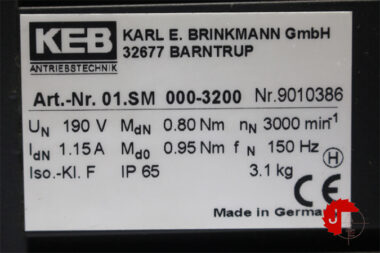 KEB
ANTRIEBSTECHNIK
KARL E. BRINKMANN GmbH
32677 BARNTRUP
Art.-Nr. 01.SM 000-3200 Nr.9010386
UN 190 V MdN 0.80 Nm nN 3000 min-1
IdN 1.15 A Md0 0.95 Nm fN 150 Hz
Iso.-Kl. F IP 65 3.1 kg
H
CE
Made in German